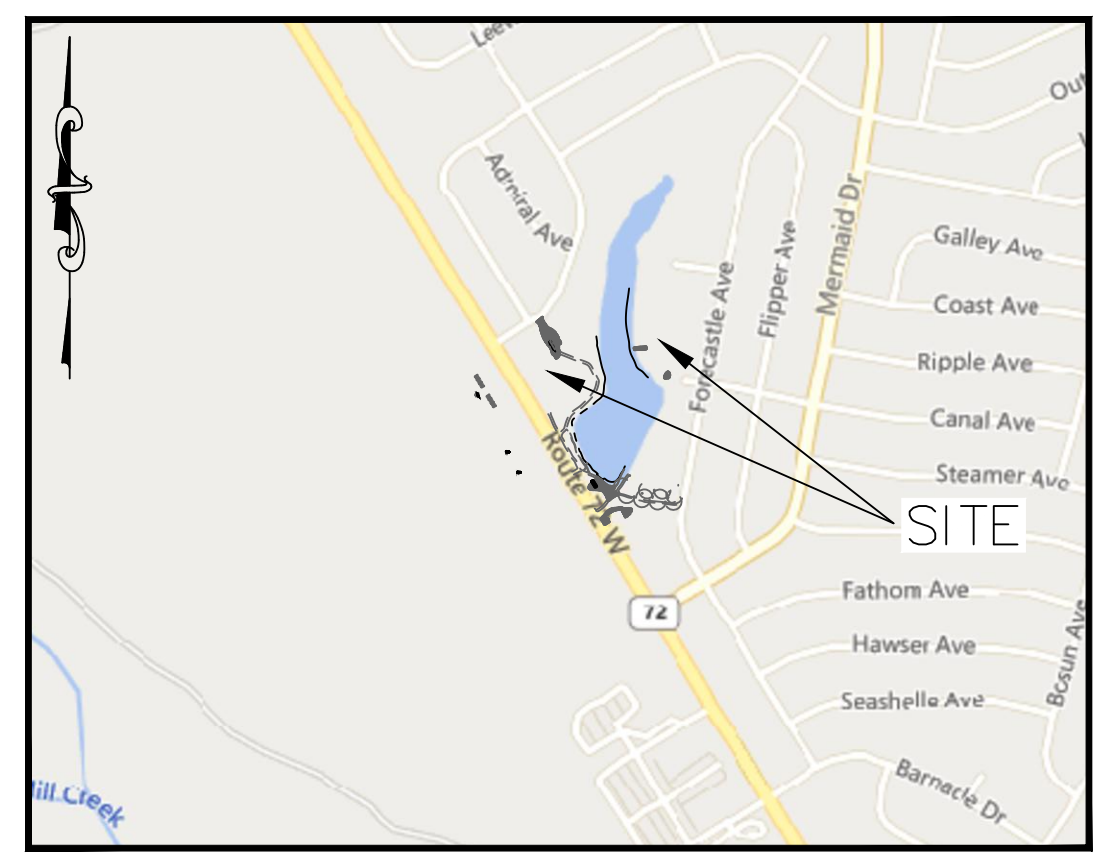 Admiral Ave
Galley Ave
Mermaid Dr
Flipper Ave
Forecastle Ave
Coast Ave
Ripple Ave
Canal Ave
Steamer Ave
Route 72 W
SITE
Fathom Ave
72
Hawser Ave
Bosun Ave
Seashelle Ave
Barnacle Dr
ill Creek